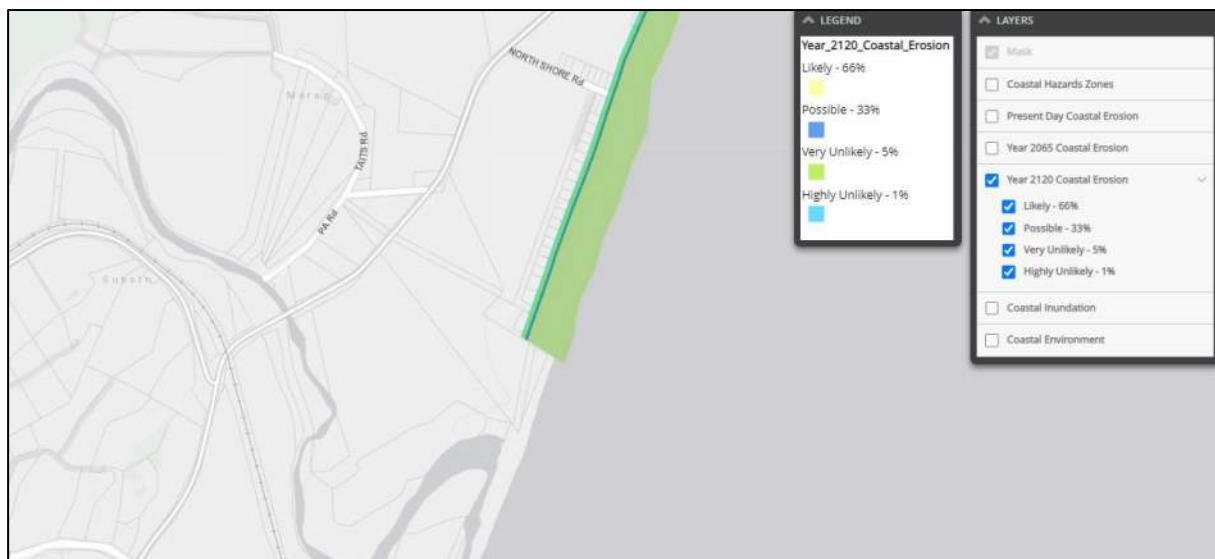 NORTH SHORE Rd
Marae
TAITS Rd
PA Rd
Substn
LEGEND
Year_2120_Coastal_Erosion
Likely - 66%
Possible - 33%
Very Unlikely - 5%
Highly Unlikely - 1%
LAYERS
Mask
Coastal Hazards Zones
Present Day Coastal Erosion
Year 2065 Coastal Erosion
Year 2120 Coastal Erosion
Likely - 66%
Possible - 33%
Very Unlikely - 5%
Highly Unlikely - 1%
Coastal Inundation
Coastal Environment